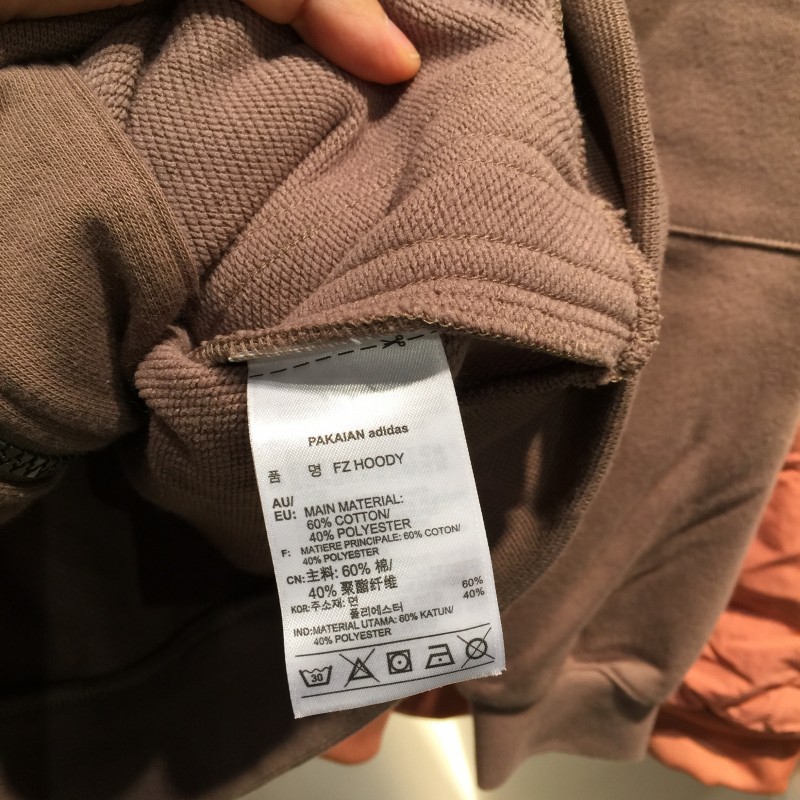 PAKAIAN adidas
품 명 FZ HOODY
AU/
EU: MAIN MATERIAL:
60% COTTON/
40% POLYESTER
F: MATIERE PRINCIPALE: 60% COTON/
40% POLYESTER
CN: 主料: 60% 棉/
40% 聚酯纤维
KOR: 주소재: 면 60%
폴리에스터 40%
IND: MATERIAL UTAMA: 60% KATUN/
40% POLYESTER
30